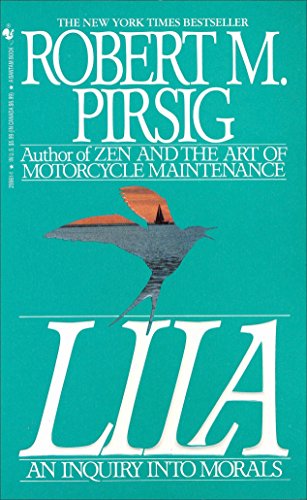 THE NEW YORK TIMES BESTSELLER
ROBERT M.
PIRSIG
Author of ZEN AND THE ART OF
MOTORCYCLE MAINTENANCE
LILA
AN INQUIRY INTO MORALS